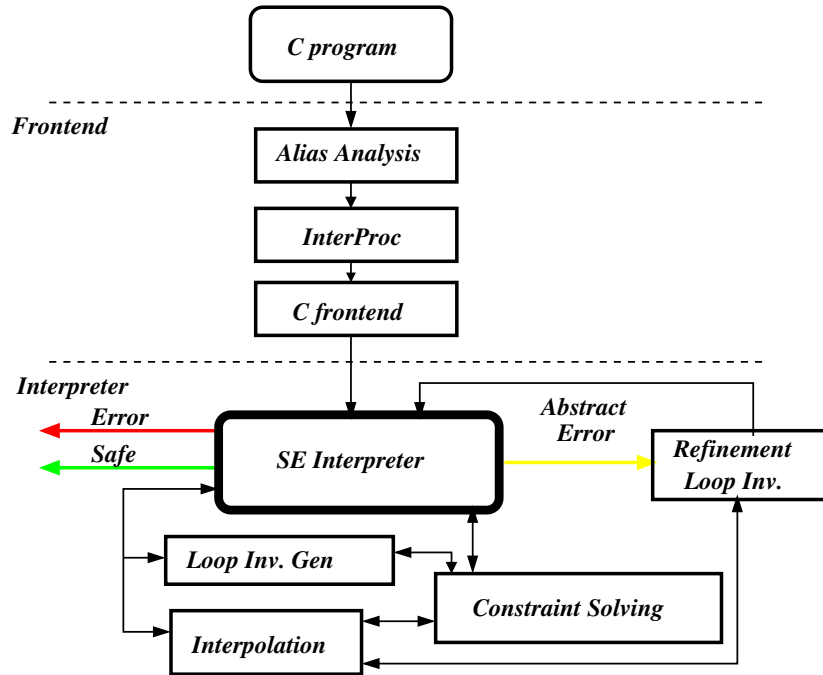 C program
Frontend
Alias Analysis
InterProc
C frontend
Interpreter
Error
Safe
SE Interpreter
Abstract
Error
Refinement
Loop Inv.
Loop Inv. Gen
Constraint Solving
Interpolation